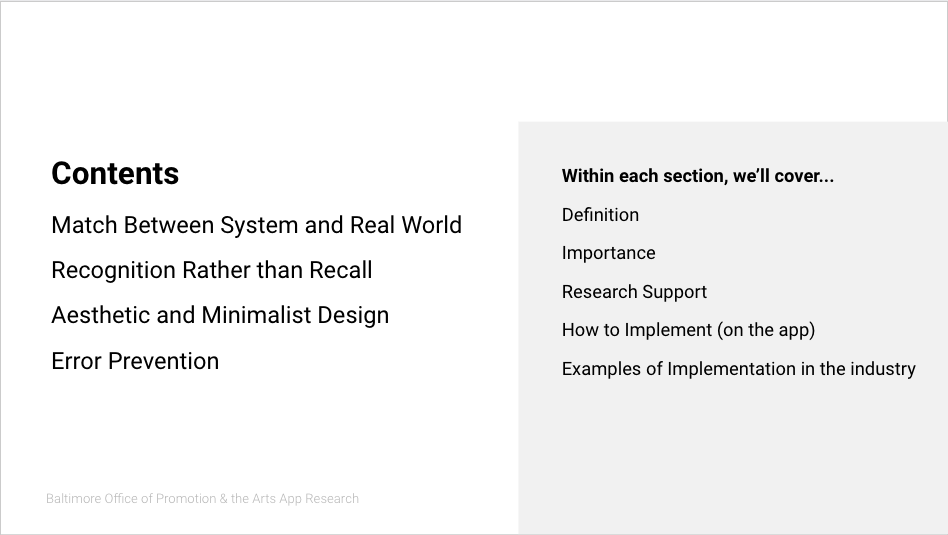 Contents
Match Between System and Real World
Recognition Rather than Recall
Aesthetic and Minimalist Design
Error Prevention
Baltimore Office of Promotion & the Arts App Research
Within each section, we’ll cover...
Definition
Importance
Research Support
How to Implement (on the app)
Examples of Implementation in the industry